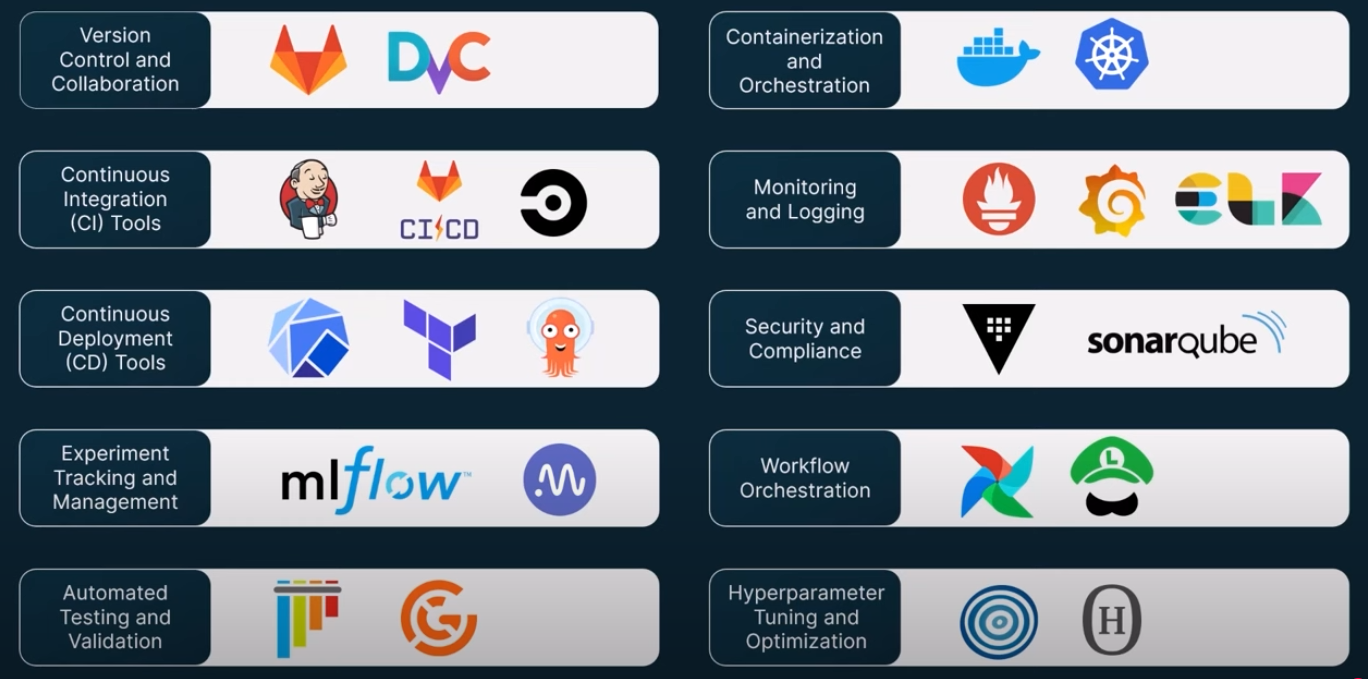 Version
Control and
Collaboration
DVC
Containerization
and
Orchestration
Continuous
Integration
(CI) Tools
CI CD
Monitoring
and Logging
elk
Continuous
Deployment
(CD) Tools
Security and
Compliance
sonarqube
Experiment
Tracking and
Management
mlflow™
Workflow
Orchestration
L
Automated
Testing and
Validation
Hyperparameter
Tuning and
Optimization
H